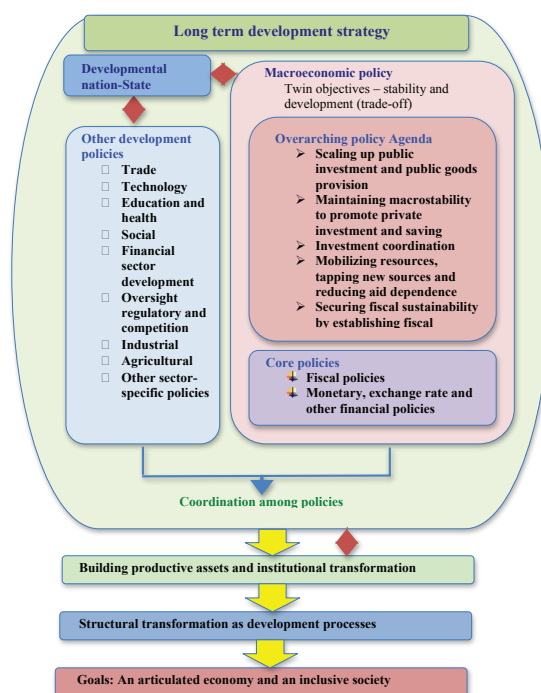 Long term development strategy
Developmental
nation-State
Macroeconomic policy
Twin objectives – stability and
development (trade-off)
Other development
policies
Trade
Technology
Education and
health
Social
Financial
sector
development
Oversight
regulatory and
competition
Industrial
Agricultural
Other sector-
specific policies
Overarching policy Agenda
Scaling up public
investment and public goods
provision
Maintaining macrostability
to promote private
investment and saving
Investment coordination
Mobilizing resources,
tapping new sources and
reducing aid dependence
Securing fiscal sustainability
by establishing fiscal
Core policies
Fiscal policies
Monetary, exchange rate and
other financial policies
Coordination among policies
Building productive assets and institutional transformation
Structural transformation as development processes
Goals: An articulated economy and an inclusive society